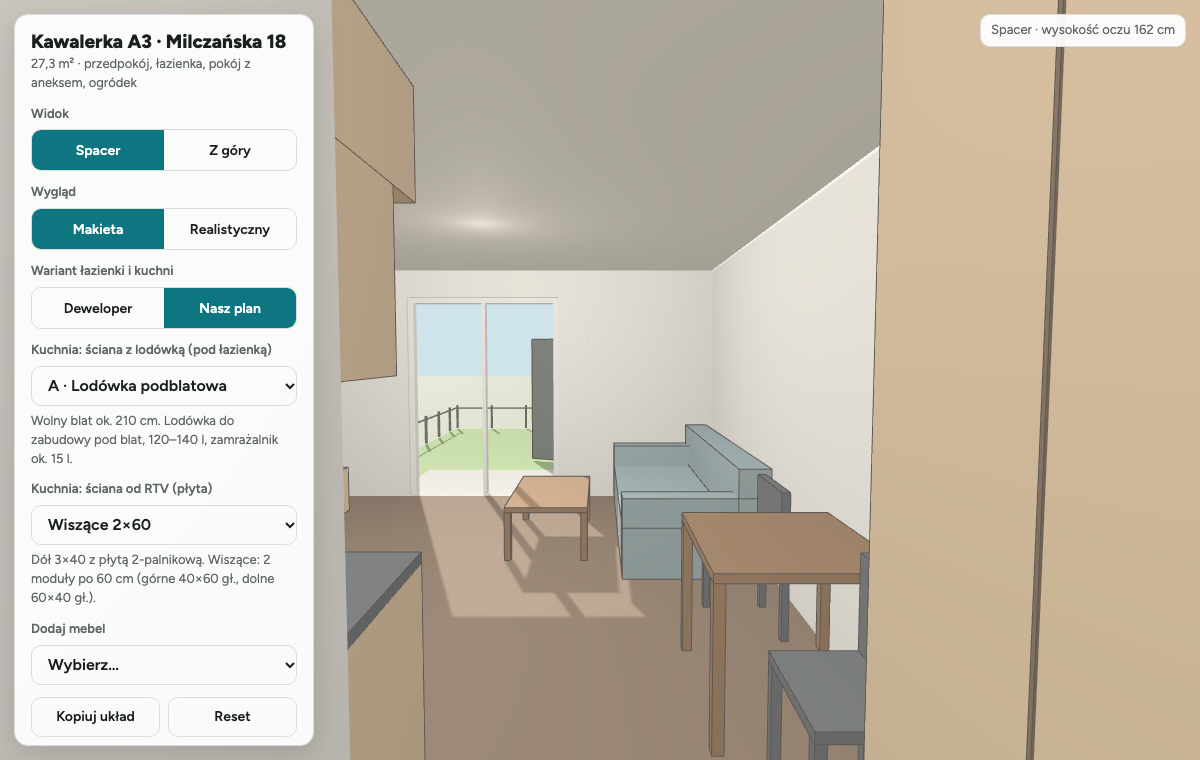 Kawalerka A3 · Milczańska 18
27,3 m² · przedpokój, łazienka, pokój z
aneksem, ogródek
Widok
Spacer
Z góry
Wygląd
Makieta
Realistyczny
Wariant łazienki i kuchni
Deweloper
Nasz plan
Kuchnia: ściana z lodówką (pod łazienką)
A · Lodówka podblatowa
Wolny blat ok. 210 cm. Lodówka do
zabudowy pod blat, 120–140 l, zamrażalnik
ok. 15 l.
Kuchnia: ściana od RTV (płyta)
Wiszące 2×60
Dół 3×40 z płytą 2-palnikową. Wiszące: 2
moduły po 60 cm (górne 40×60 gł., dolne
60×40 gł.).
Dodaj mebel
Wybierz...
Kopiuj układ
Reset
Spacer · wysokość oczu 162 cm